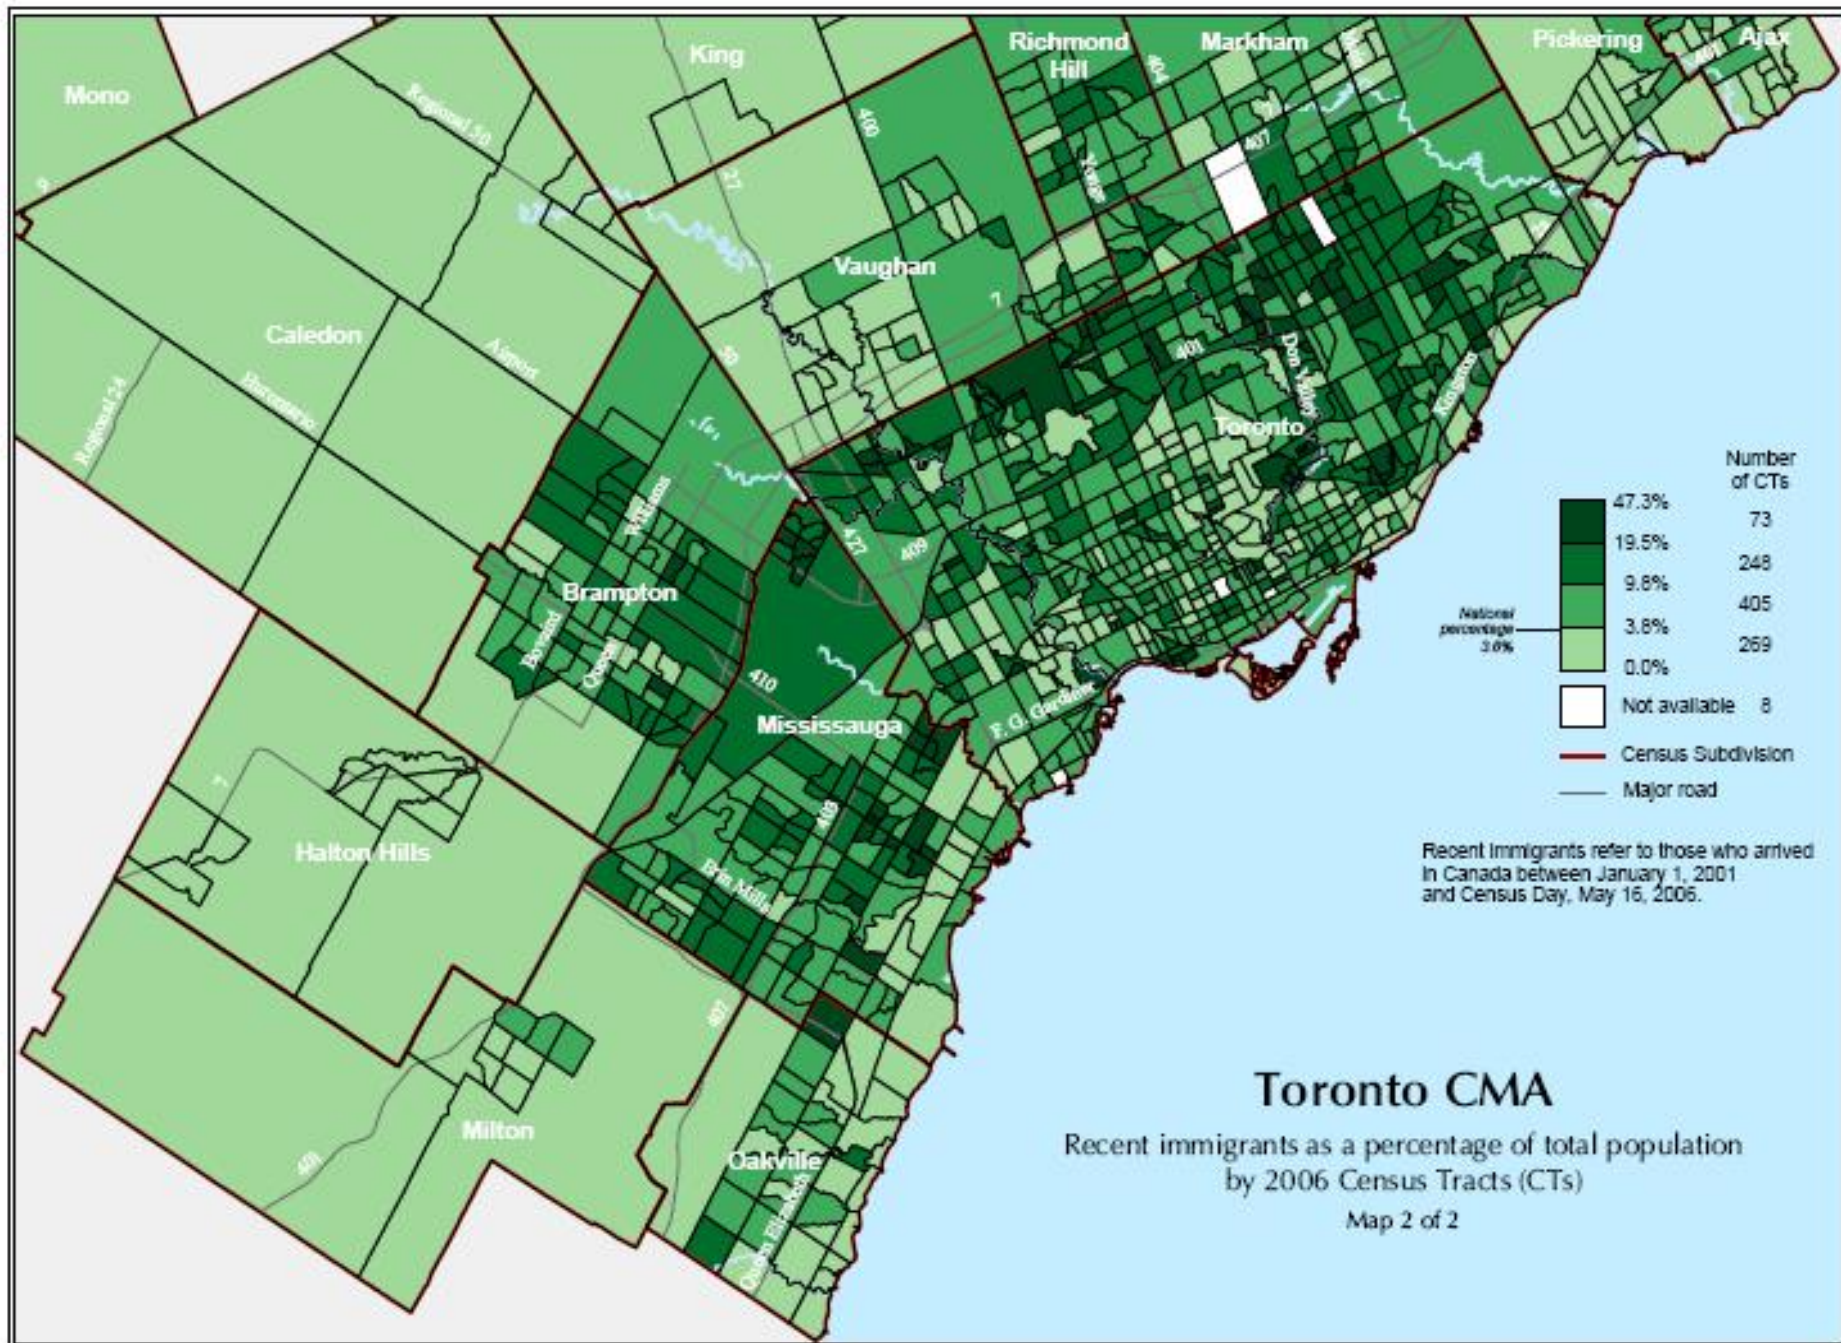 Mono
King
Richmond
Hill
Markham
Pickering
Ajax
401
404
7
407
Yonge
400
27
Regional 50
9
Vaughan
7
50
Caledon
Airport
Hurontario
Regional 24
401
Don Valley
Kingston
Toronto
Williams
427
409
Brampton
Bovaird
Queen
410
Mississauga
F. G. Gardiner
403
7
Halton Hills
Erin Mills
407
Milton
401
Oakville
Queen Elizabeth
Number
of CTs
47.3%
73
19.5%
248
9.8%
405
3.6%
269
0.0%
National
percentage
3.6%
Not available 8
Census Subdivision
Major road
Recent immigrants refer to those who arrived
in Canada between January 1, 2001
and Census Day, May 16, 2006.
Toronto CMA
Recent immigrants as a percentage of total population
by 2006 Census Tracts (CTs)
Map 2 of 2